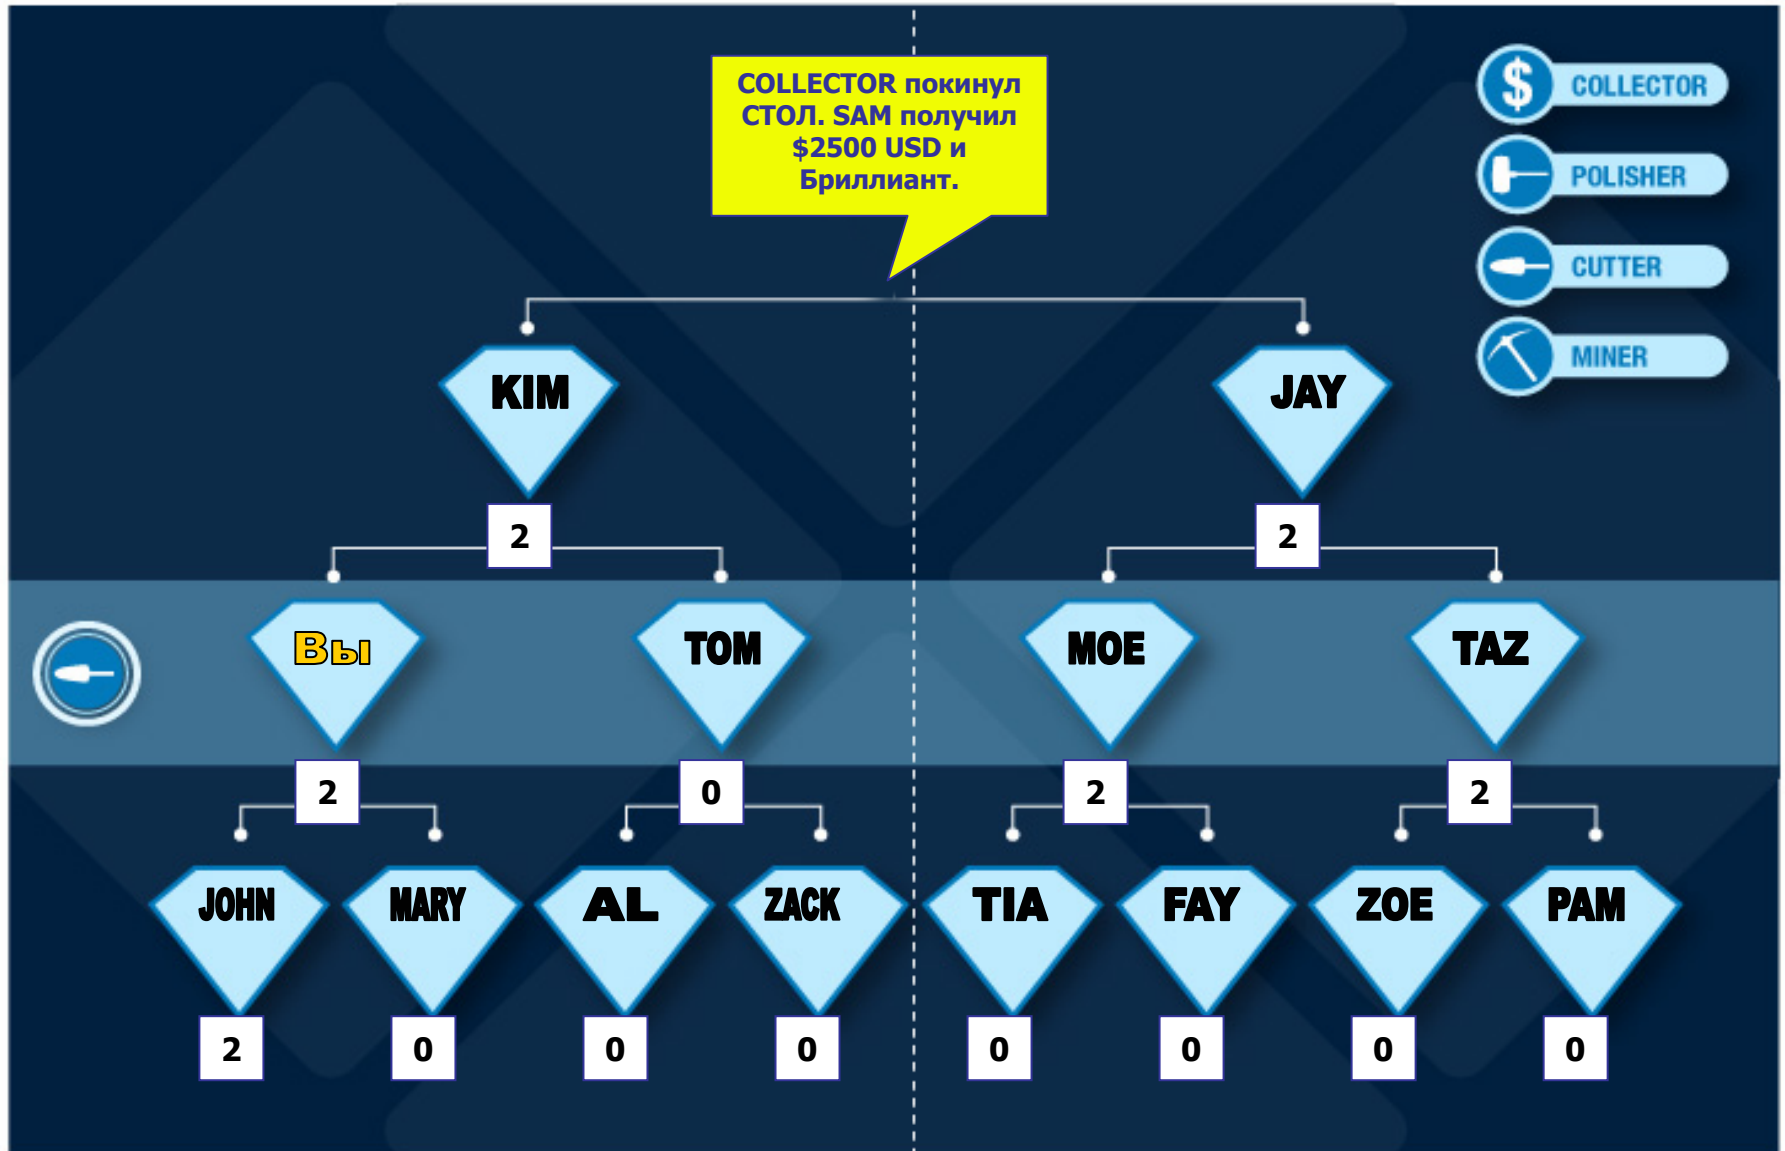 COLLECTOR покинул
СТОЛ. SAM получил
$2500 USD и
Бриллиант.
$ COLLECTOR
POLISHER
CUTTER
MINER
KIM JAY
2 2
Вы TOM MOE TAZ
2 0 2 2
JOHN MARY AL ZACK TIA FAY ZOE PAM
2 0 0 0 0 0 0 0